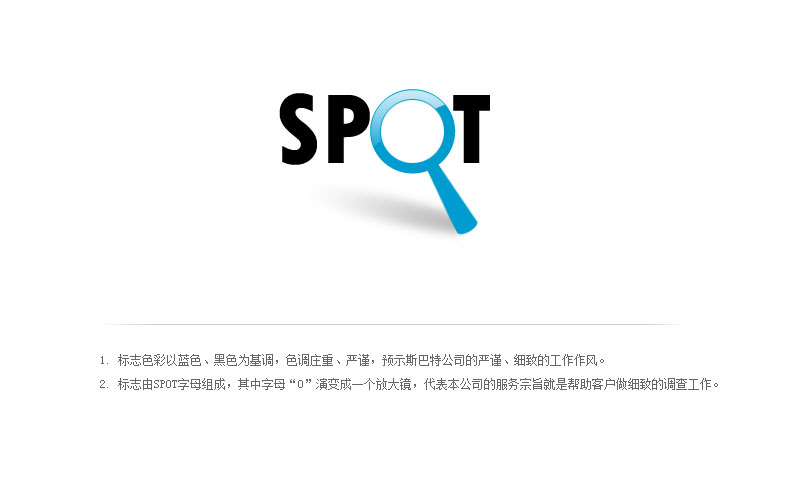 SPOT
1. 标志色彩以蓝色、黑色为基调，色调庄重、严谨，预示斯巴特公司的严谨、细致的工作作风。
2. 标志由SPOT字母组成，其中字母“O”演变成一个放大镜，代表本公司的服务宗旨就是帮助客户做细致的调查工作。